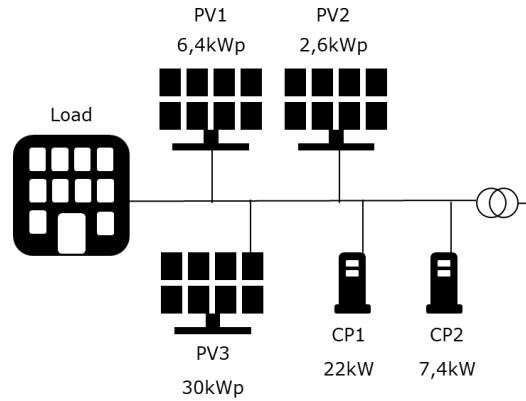 PV1
6,4kWp
PV2
2,6kWp
Load
PV3
30kWp
CP1
22kW
CP2
7,4kW